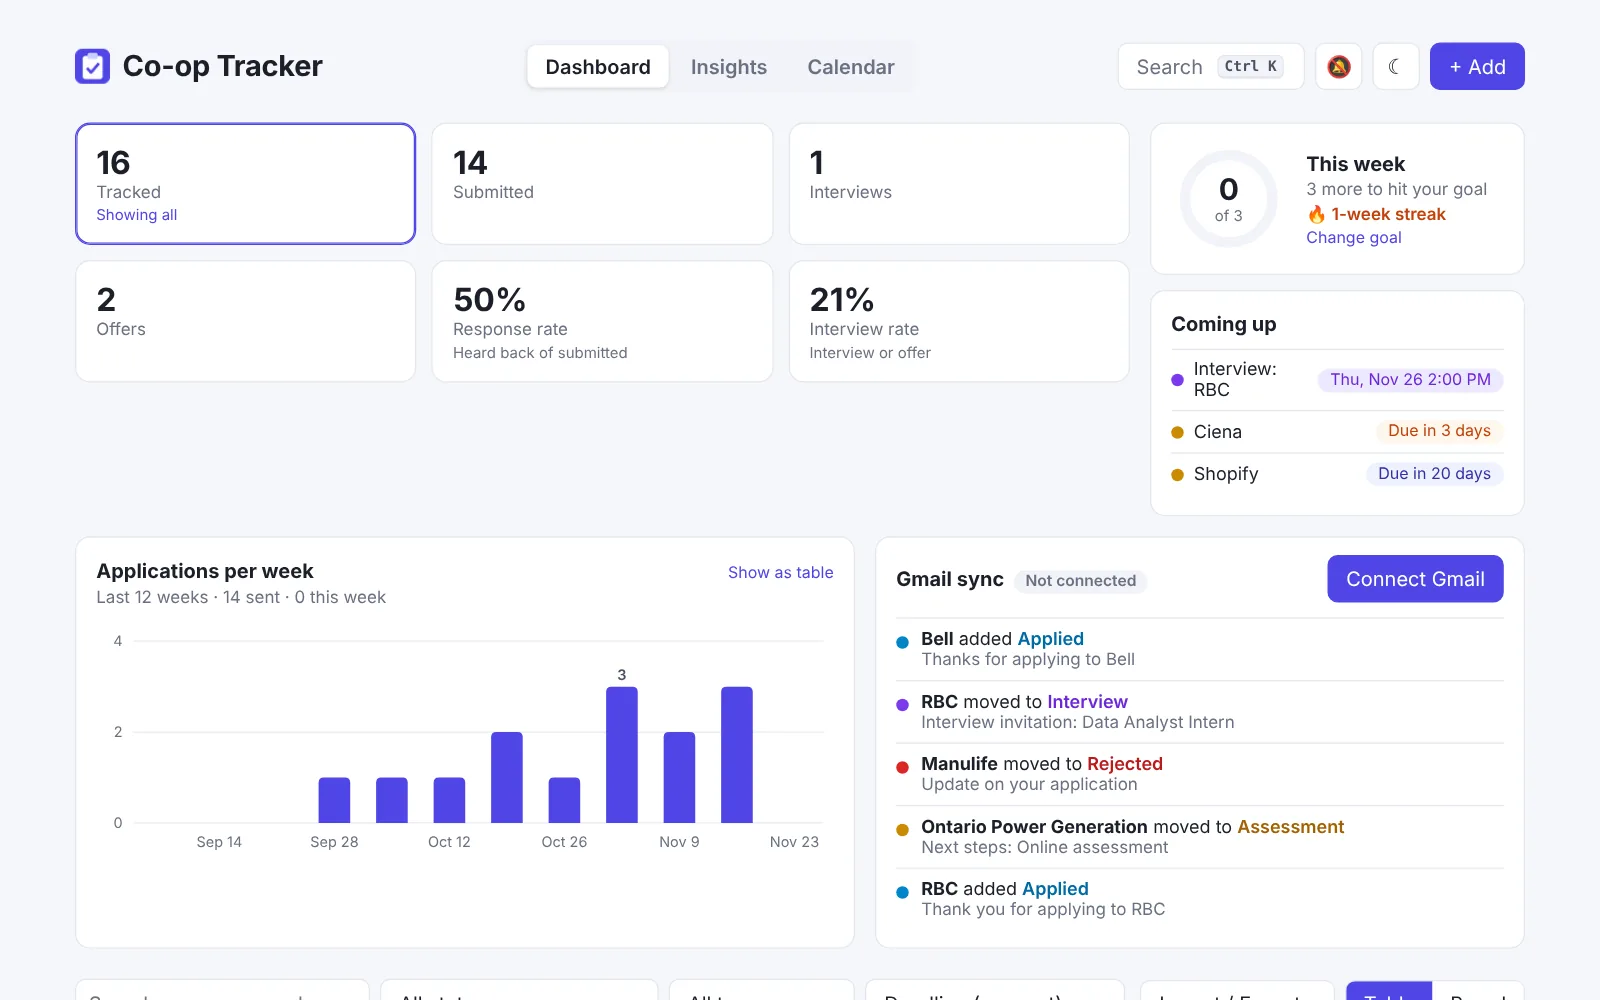 Co-op Tracker
Dashboard
Insights
Calendar
Search Ctrl K
+ Add
16
Tracked
Showing all
14
Submitted
1
Interviews
2
Offers
50%
Response rate
Heard back of submitted
21%
Interview rate
Interview or offer
0
of 3
This week
3 more to hit your goal
🔥 1-week streak
Change goal
Coming up
Interview:
RBC
Thu, Nov 26 2:00 PM
Ciena
Due in 3 days
Shopify
Due in 20 days
Applications per week
Show as table
Last 12 weeks · 14 sent · 0 this week
4
3
2
0
Sep 14
Sep 28
Oct 12
Oct 26
Nov 9
Nov 23
Gmail sync
Not connected
Connect Gmail
Bell added Applied
Thanks for applying to Bell
RBC moved to Interview
Interview invitation: Data Analyst Intern
Manulife moved to Rejected
Update on your application
Ontario Power Generation moved to Assessment
Next steps: Online assessment
RBC added Applied
Thank you for applying to RBC